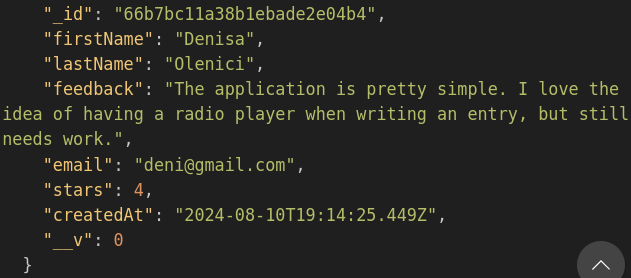 "_id": "66b7bc11a38b1ebade2e04b4",
"firstName": "Denisa",
"lastName": "Olenici",
"feedback": "The application is pretty simple. I love the
idea of having a radio player when writing an entry, but still
needs work.",
"email": "deni@gmail.com",
"stars": 4,
"createdAt": "2024-08-10T19:14:25.449Z",
"__v": 0
}